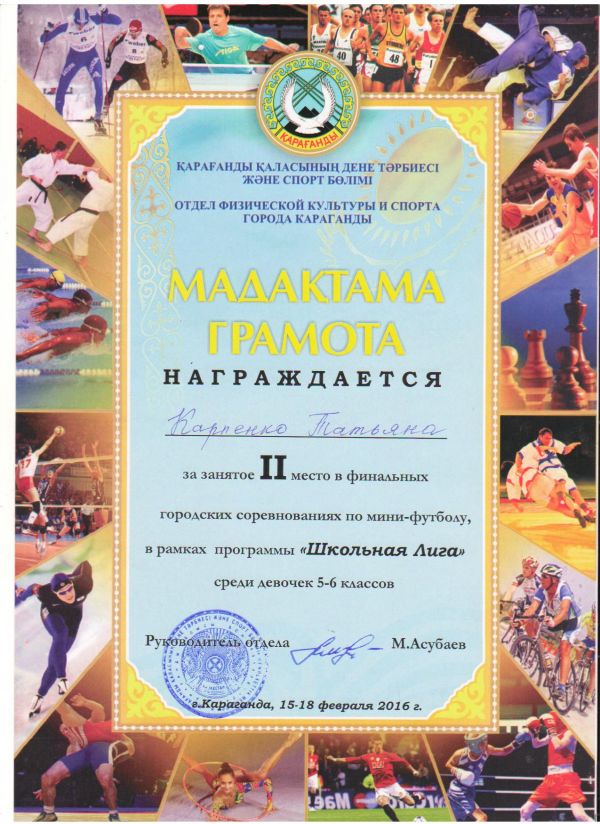 ҚАРАҒАНДЫ
ҚАРАҒАНДЫ ҚАЛАСЫНЫҢ ДЕНЕ ТӘРБИЕСІ
ЖӘНЕ СПОРТ БӨЛІМІ
ОТДЕЛ ФИЗИЧЕСКОЙ КУЛЬТУРЫ И СПОРТА
ГОРОДА КАРАГАНДЫ
МАДАКТАМА
ГРАМОТА
НАГРАЖДАЕТСЯ
Карпенко Татьяна
за занятое II место в финальных
городских соревнованиях по мини-футболу,
в рамках программы «Школьная Лига»
среди девочек 5-6 классов
Руководитель отдела М.Асубаев
г.Караганда, 15-18 февраля 2016 г.